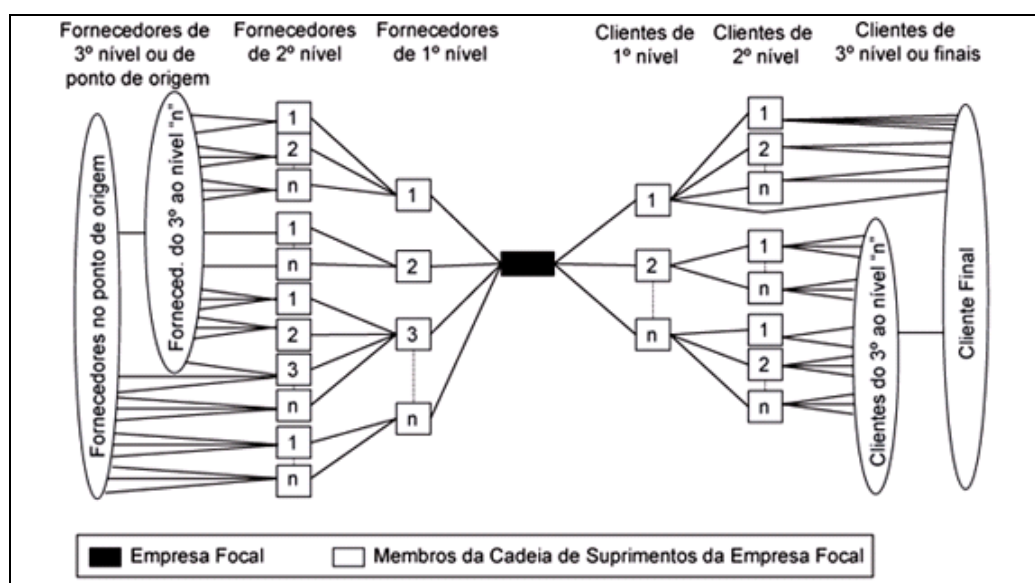 Fornecedores de
3º nível ou de
ponto de origem
Fornecedores
de 2º nível
Fornecedores
de 1º nível
Clientes de
1º nível
Clientes de
2º nível
Clientes de
3º nível ou finais
Fornecedores no ponto de origem
Forneced. do 3º ao nível "n"
1
2
n
1
n
1
2
3
n
1
n
1
2
3
n
1
2
n
1
2
n
1
n
1
2
n
Clientes do 3º ao nível "n"
Cliente Final
Empresa Focal
Membros da Cadeia de Suprimentos da Empresa Focal